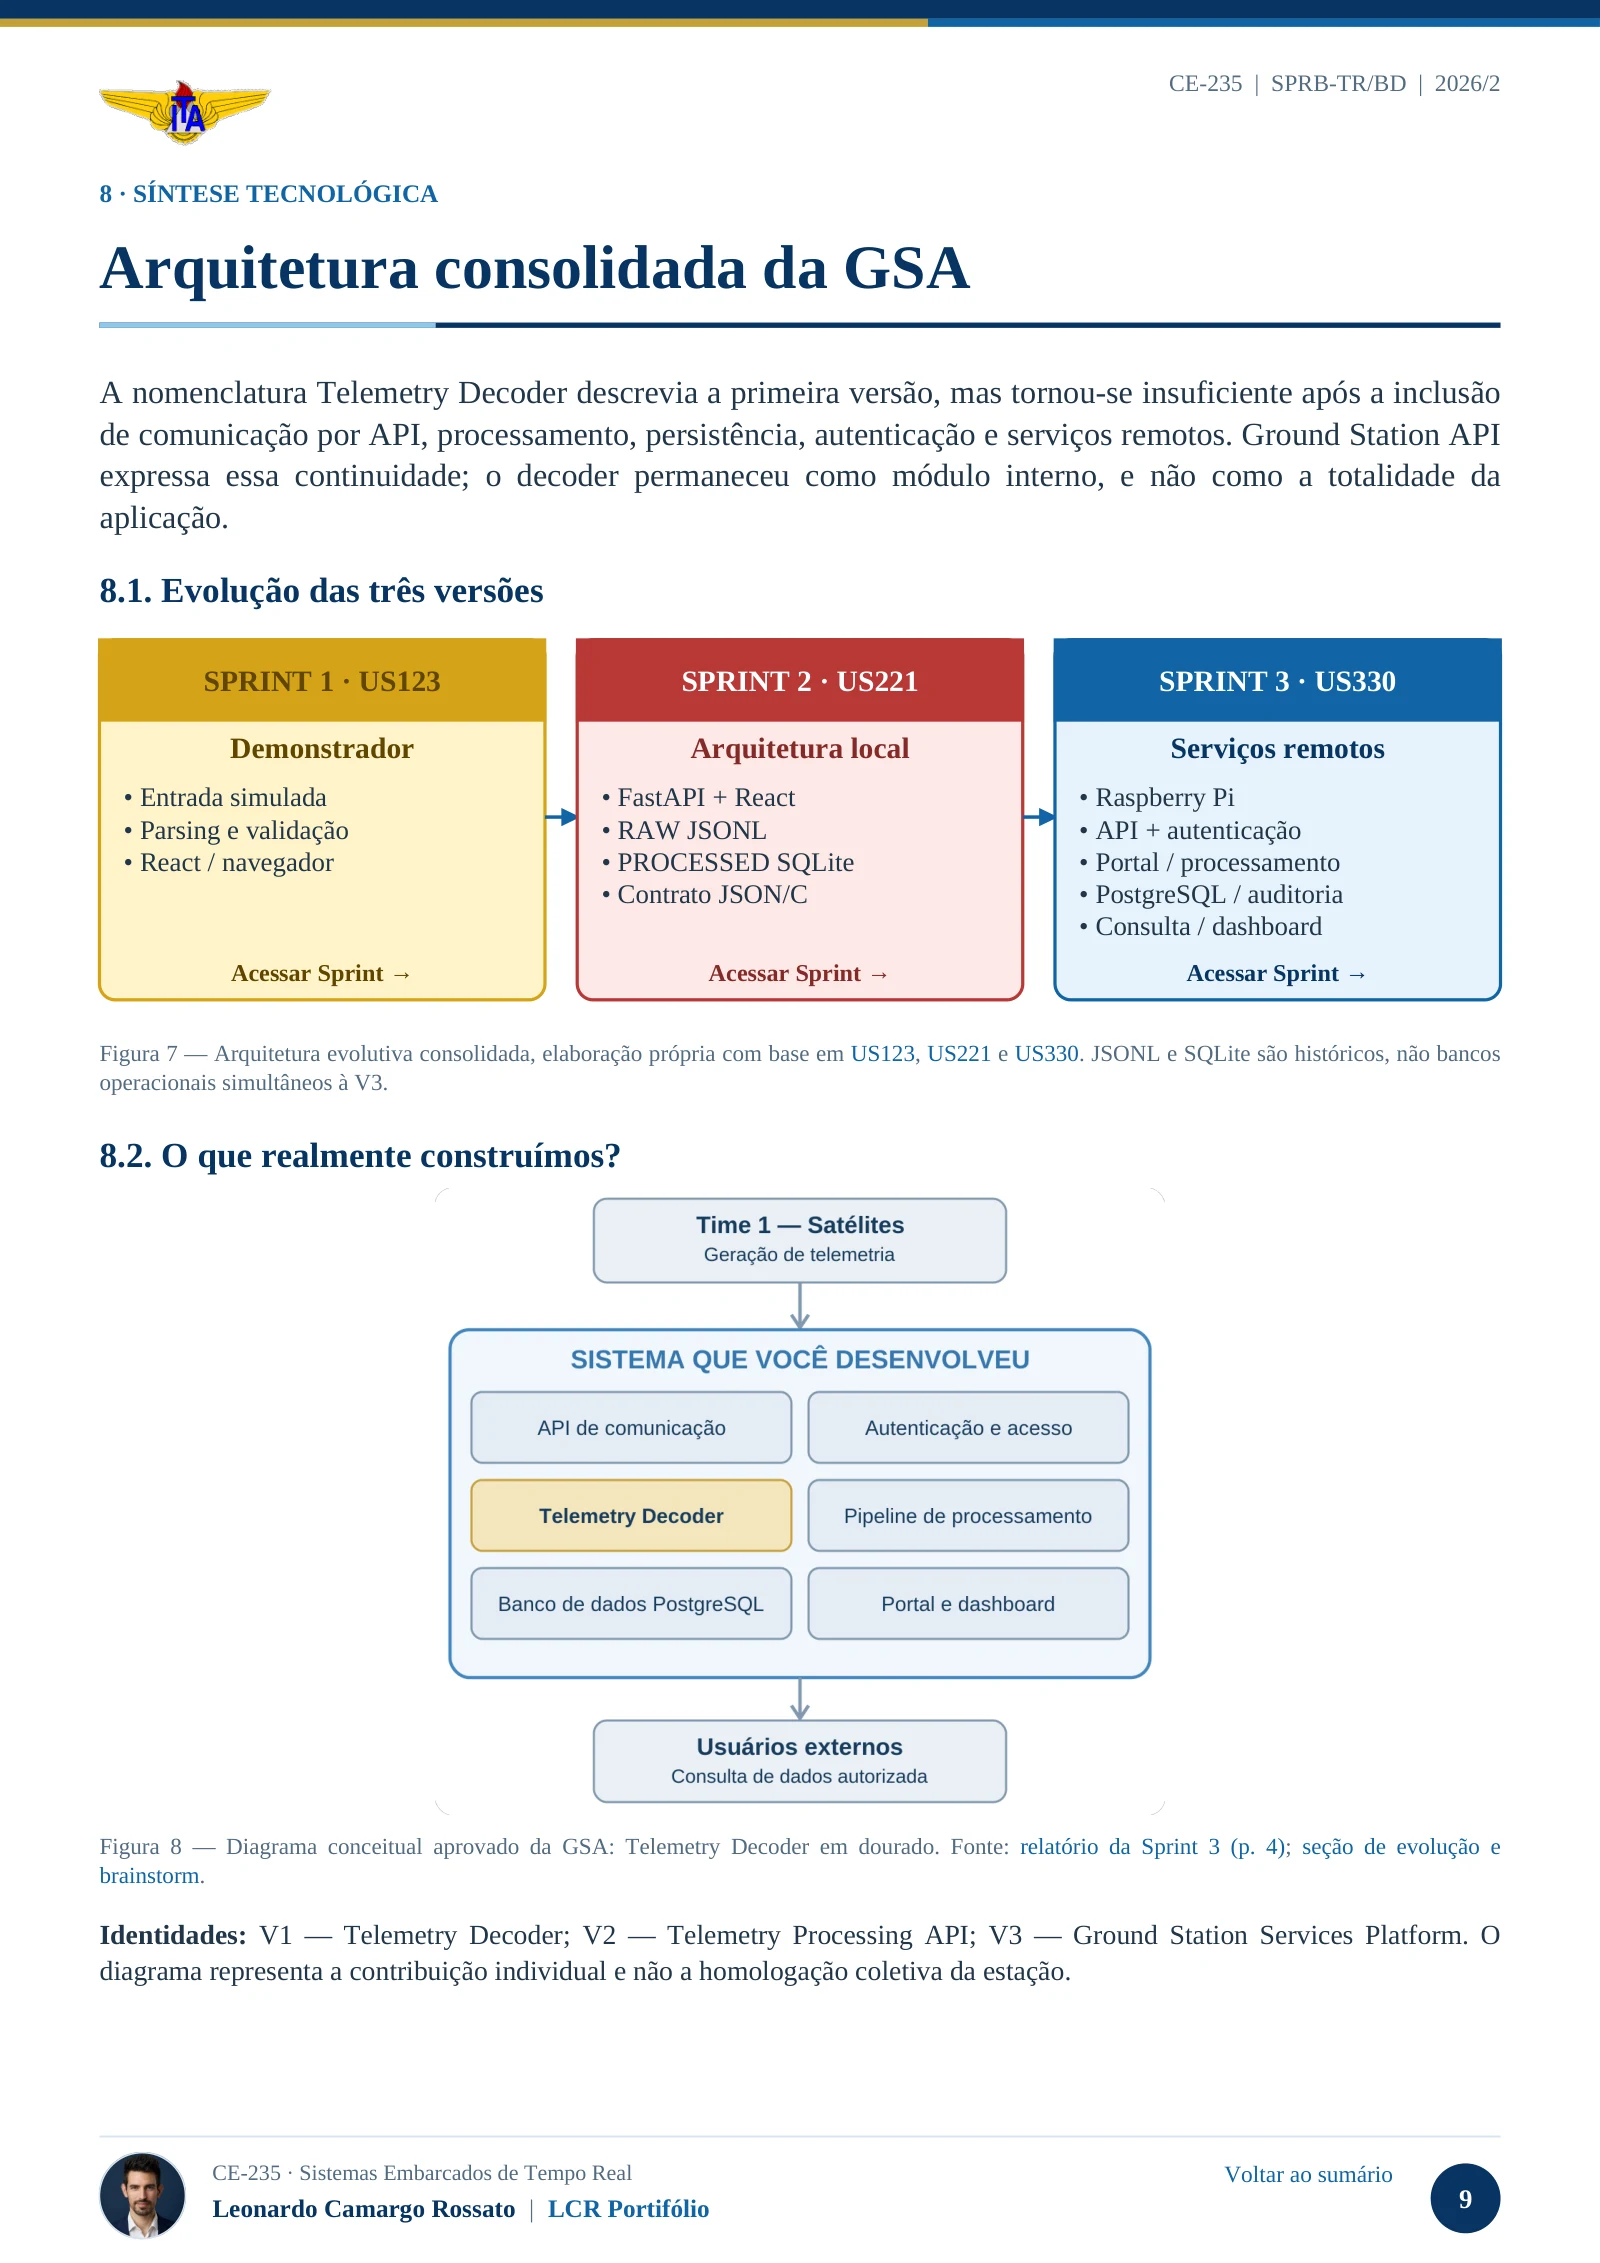 ITA
CE-235 | SPRB-TR/BD | 2026/2
8 · SÍNTESE TECNOLÓGICA
Arquitetura consolidada da GSA
A nomenclatura Telemetry Decoder descrevia a primeira versão, mas tornou-se insuficiente após a inclusão
de comunicação por API, processamento, persistência, autenticação e serviços remotos. Ground Station API
expressa essa continuidade; o decoder permaneceu como módulo interno, e não como a totalidade da
aplicação.
8.1. Evolução das três versões
SPRINT 1 · US123
Demonstrador
• Entrada simulada
• Parsing e validação
• React / navegador
Acessar Sprint →
SPRINT 2 · US221
Arquitetura local
• FastAPI + React
• RAW JSONL
• PROCESSED SQLite
• Contrato JSON/C
Acessar Sprint →
SPRINT 3 · US330
Serviços remotos
• Raspberry Pi
• API + autenticação
• Portal / processamento
• PostgreSQL / auditoria
• Consulta / dashboard
Acessar Sprint →
Figura 7 — Arquitetura evolutiva consolidada, elaboração própria com base em US123, US221 e US330. JSONL e SQLite são históricos, não bancos
operacionais simultâneos à V3.
8.2. O que realmente construímos?
Time 1 — Satélites
Geração de telemetria
SISTEMA QUE VOCÊ DESENVOLVEU
API de comunicação
Autenticação e acesso
Telemetry Decoder
Pipeline de processamento
Banco de dados PostgreSQL
Portal e dashboard
Usuários externos
Consulta de dados autorizada
Figura 8 — Diagrama conceitual aprovado da GSA: Telemetry Decoder em dourado. Fonte: relatório da Sprint 3 (p. 4); seção de evolução e
brainstorm.
Identidades: V1 — Telemetry Decoder; V2 — Telemetry Processing API; V3 — Ground Station Services Platform. O
diagrama representa a contribuição individual e não a homologação coletiva da estação.
CE-235 · Sistemas Embarcados de Tempo Real
Leonardo Camargo Rossato | LCR Portifólio
Voltar ao sumário
9